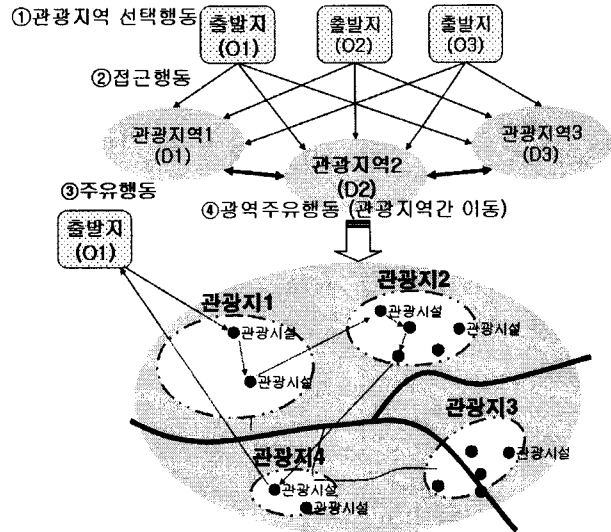 ①관광지역 선택행동
출발지
(O1)
출발지
(O2)
출발지
(O3)
②접근행동
관광지역1
(D1)
관광지역2
(D2)
관광지역3
(D3)
③주유행동
④광역주유행동 (관광지역간 이동)
출발지
(O1)
관광지1
관광시설
관광시설
관광지2
관광시설
관광시설
관광지3
관광시설
관광지4
관광시설
관광시설